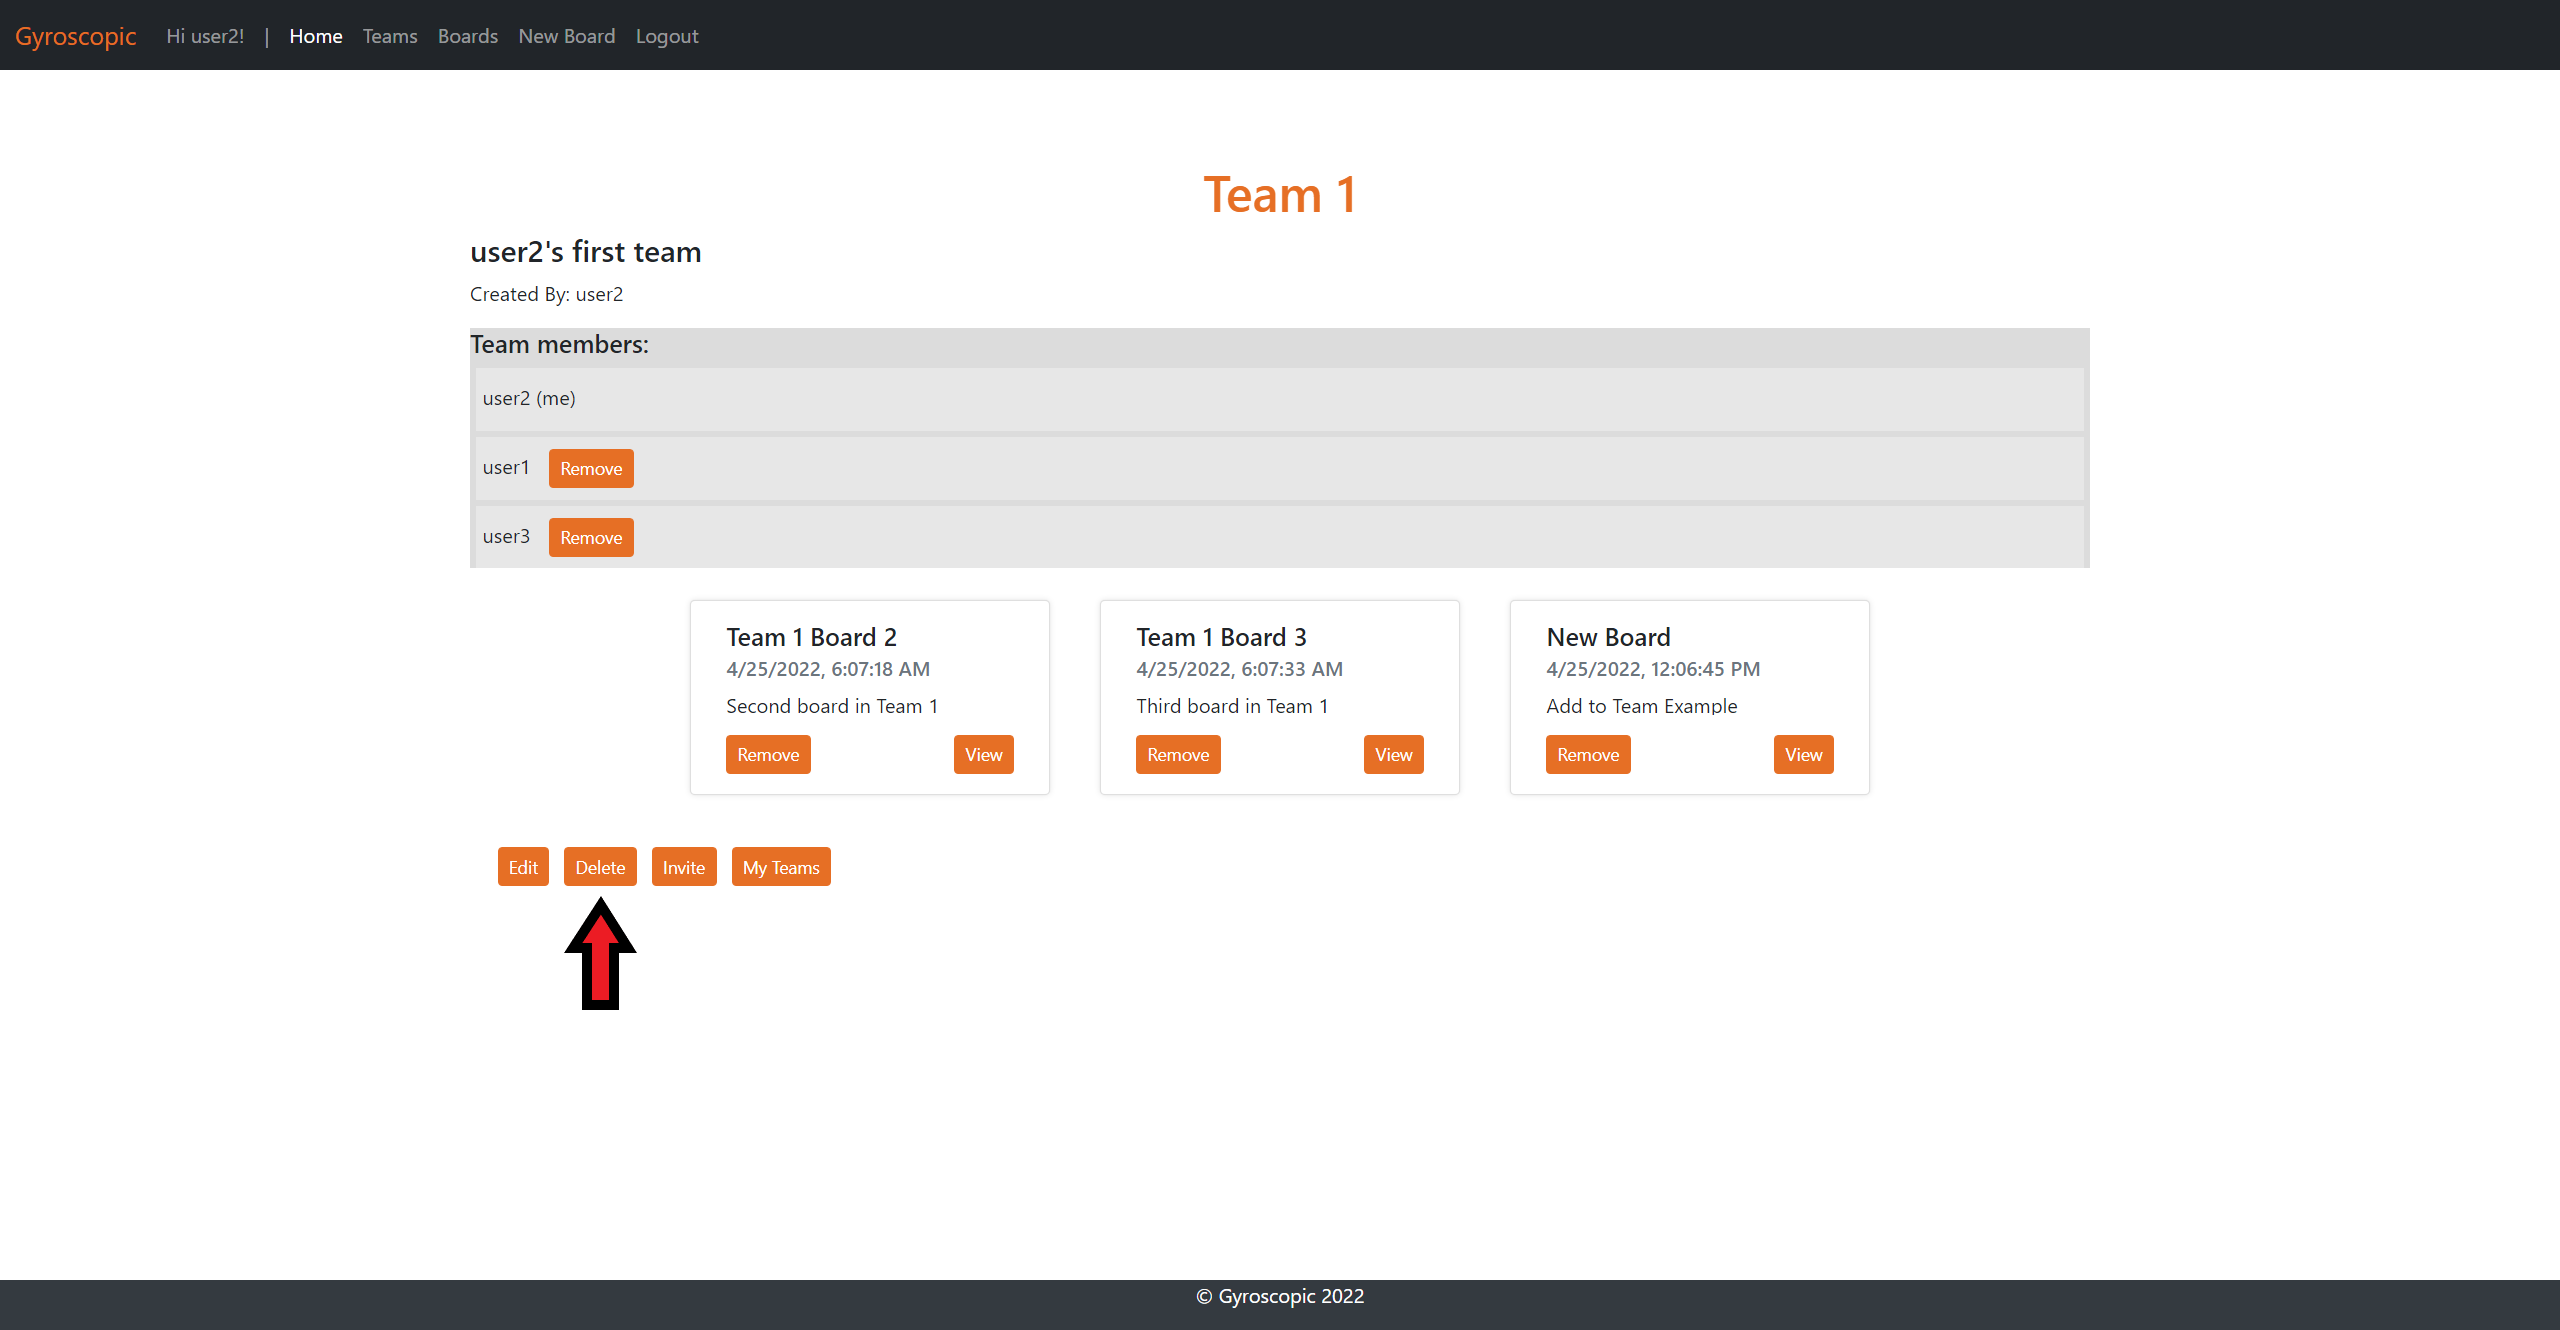 Gyroscopic Hi user2! | Home Teams Boards New Board Logout
Team 1
user2's first team
Created By: user2
Team members:
user2 (me)
user1 Remove
user3 Remove
Team 1 Board 2
4/25/2022, 6:07:18 AM
Second board in Team 1
Remove View
Team 1 Board 3
4/25/2022, 6:07:33 AM
Third board in Team 1
Remove View
New Board
4/25/2022, 12:06:45 PM
Add to Team Example
Remove View
Edit Delete Invite My Teams
© Gyroscopic 2022